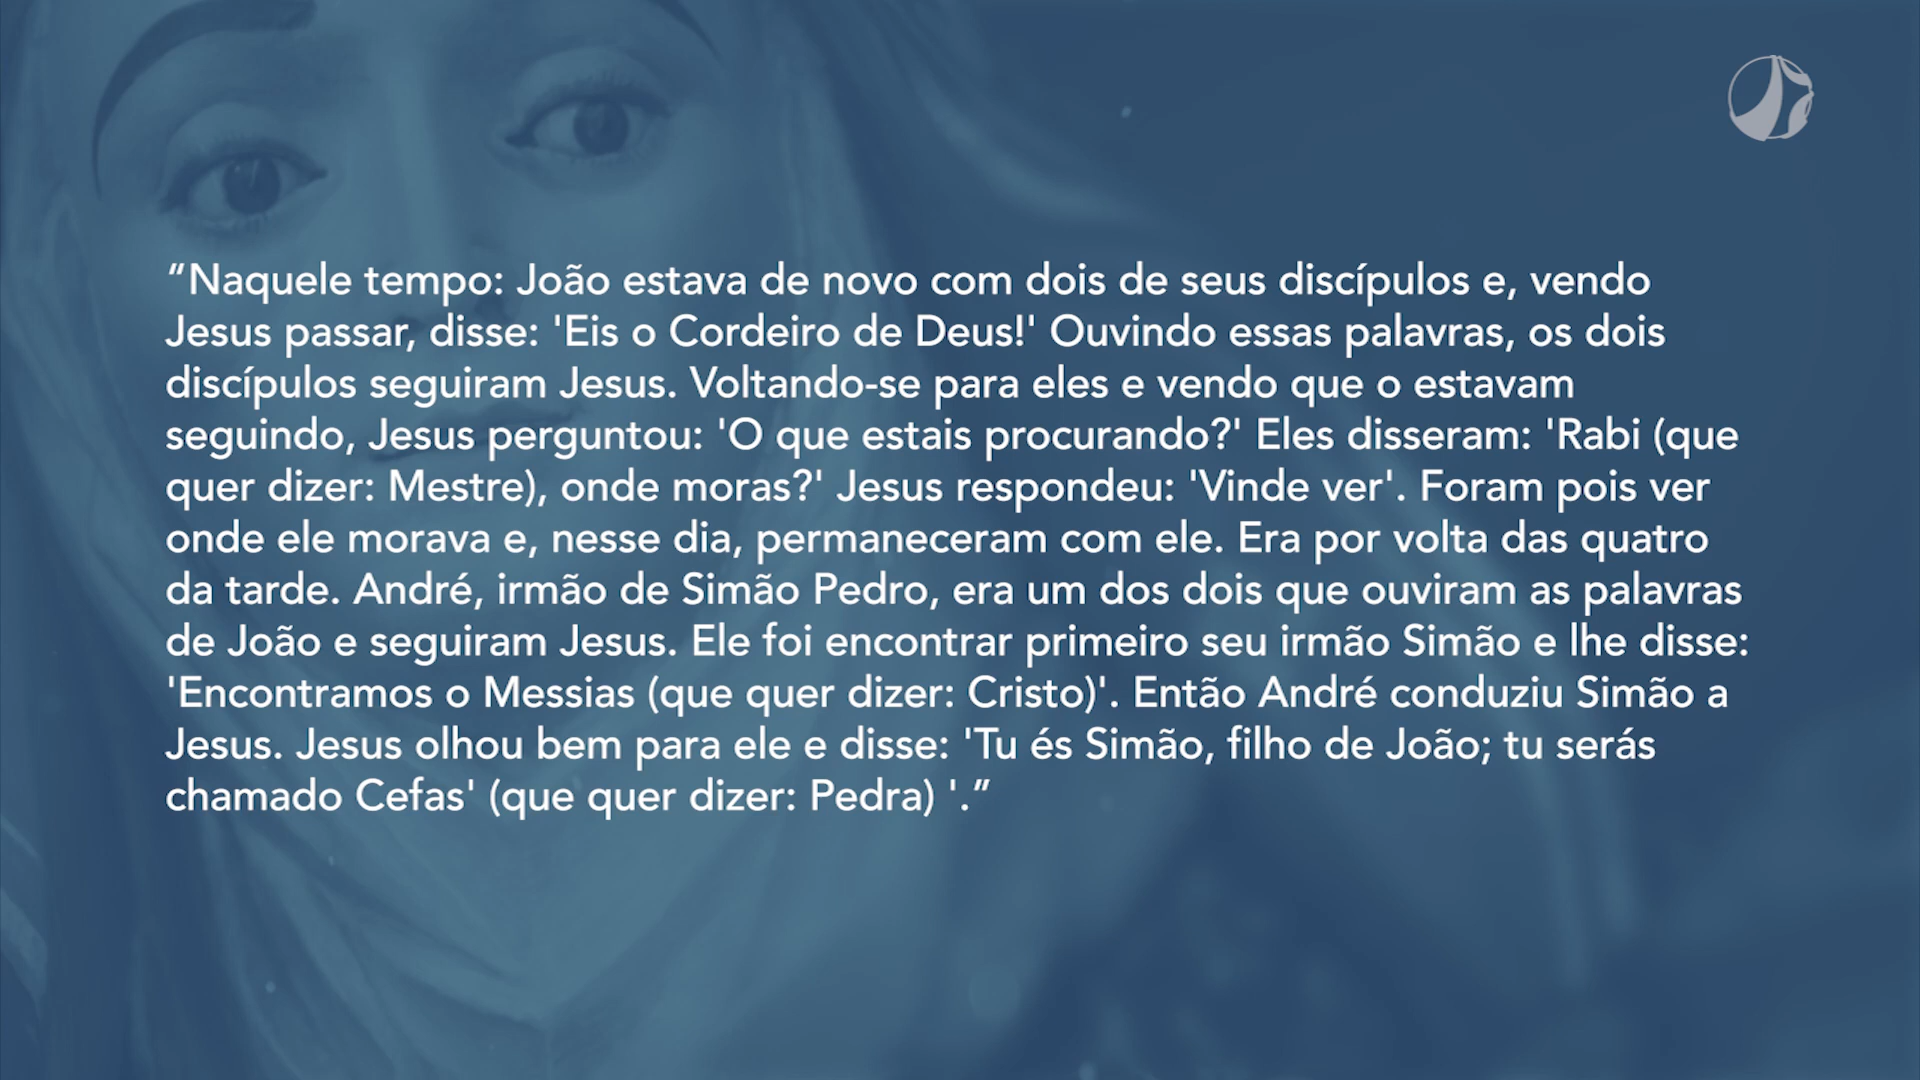 “Naquele tempo: João estava de novo com dois de seus discípulos e, vendo
Jesus passar, disse: 'Eis o Cordeiro de Deus!' Ouvindo essas palavras, os dois
discípulos seguiram Jesus. Voltando-se para eles e vendo que o estavam
seguindo, Jesus perguntou: 'O que estais procurando?' Eles disseram: 'Rabi (que
quer dizer: Mestre), onde moras?' Jesus respondeu: 'Vinde ver'. Foram pois ver
onde ele morava e, nesse dia, permaneceram com ele. Era por volta das quatro
da tarde. André, irmão de Simão Pedro, era um dos dois que ouviram as palavras
de João e seguiram Jesus. Ele foi encontrar primeiro seu irmão Simão e lhe disse:
'Encontramos o Messias (que quer dizer: Cristo)'. Então André conduziu Simão a
Jesus. Jesus olhou bem para ele e disse: 'Tu és Simão, filho de João; tu serás
chamado Cefas' (que quer dizer: Pedra) '.”